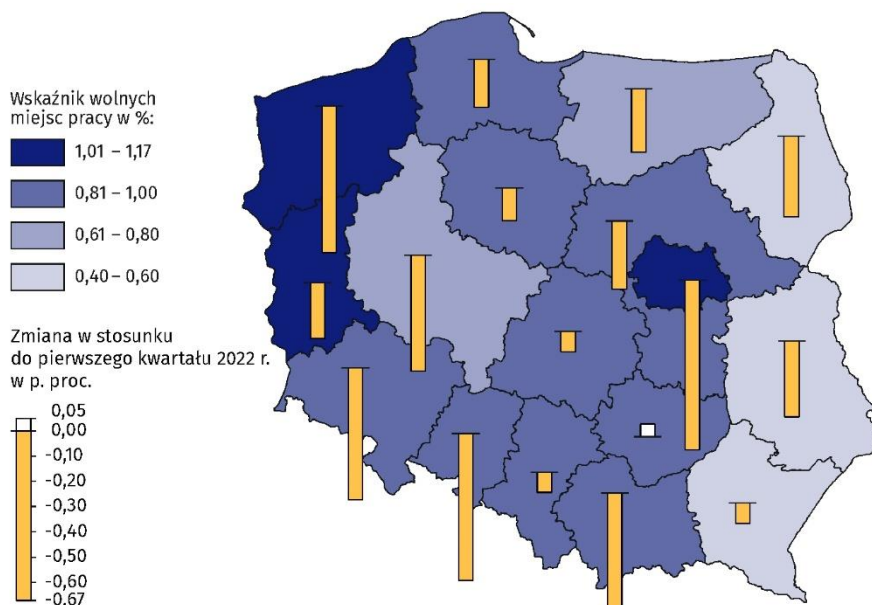 Wskaźnik wolnych
miejsc pracy w %:
1,01 – 1,17
0,81 – 1,00
0,61 – 0,80
0,40 – 0,60
Zmiana w stosunku
do pierwszego kwartału 2022 r.
w p. proc.
0,05
0,00
-0,10
-0,20
-0,30
-0,40
-0,50
-0,60
-0,67